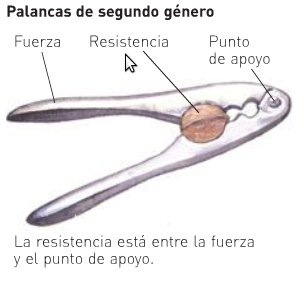 Palancas de segundo género
Fuerza Resistencia Punto
de apoyo
La resistencia está entre la fuerza
y el punto de apoyo.